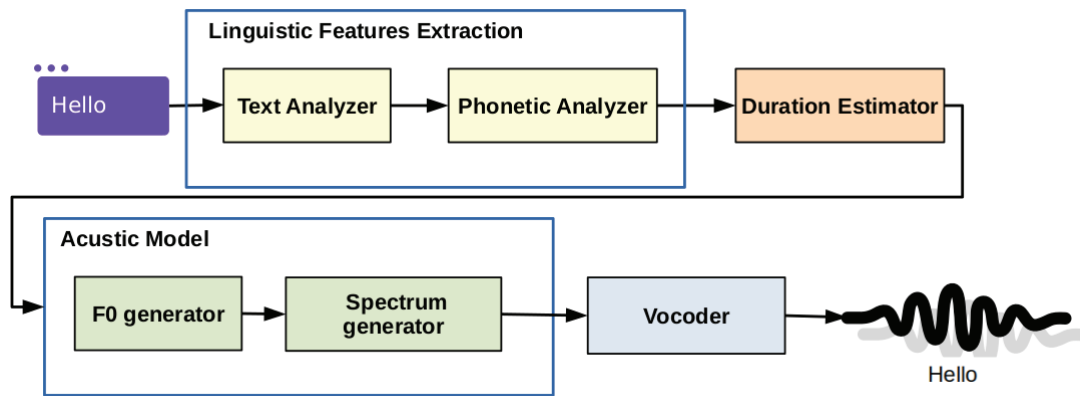 Linguistic Features Extraction
Hello
Text Analyzer
Phonetic Analyzer
Duration Estimator
Acustic Model
F0 generator
Spectrum
generator
Vocoder
Hello